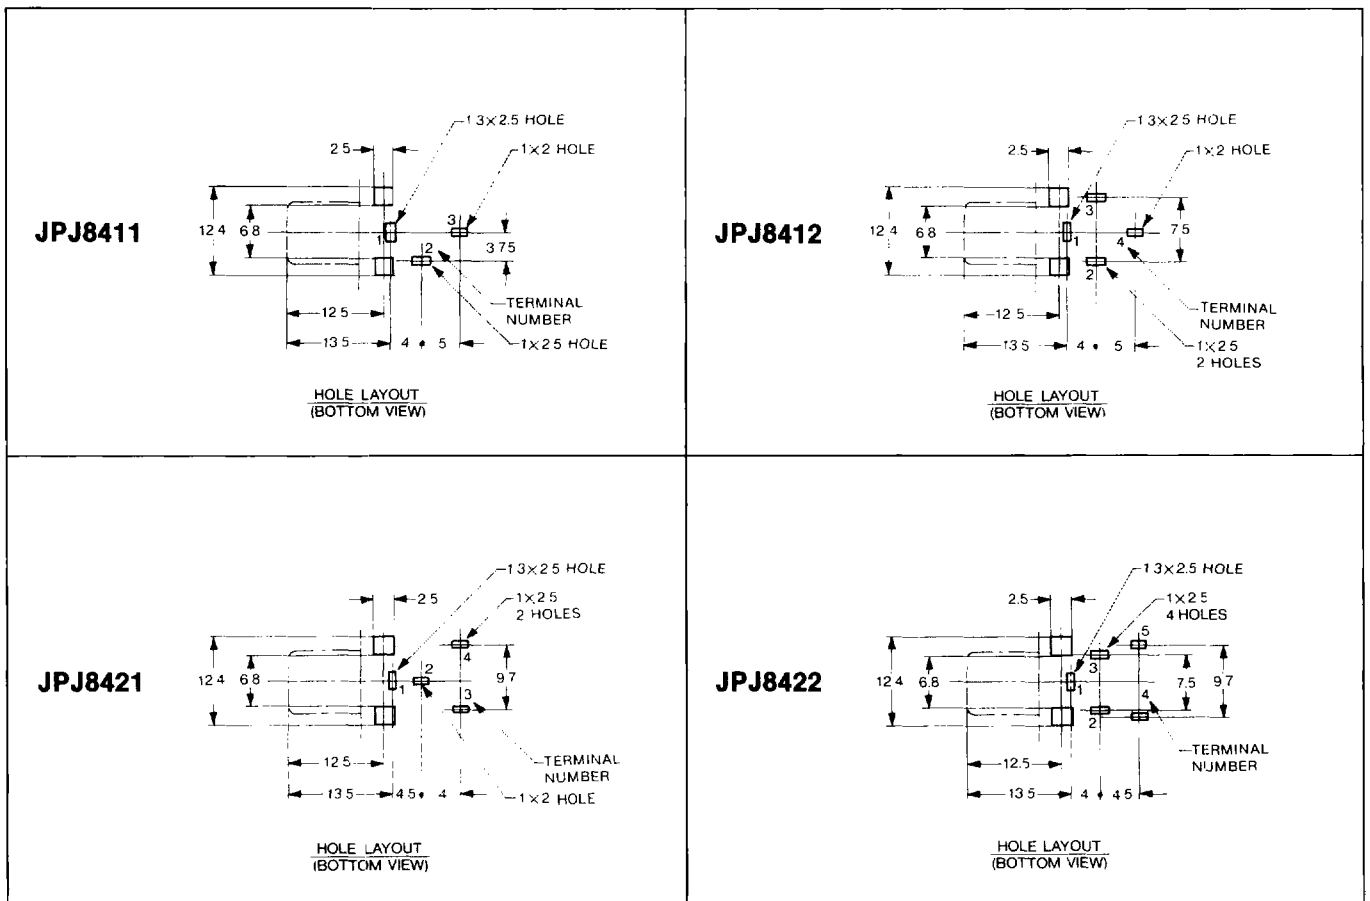 JPJ8411
1 3×2.5 HOLE
2 5
1×2 HOLE
12 4
6 8
3
1
2
3 75
TERMINAL
NUMBER
12 5
13 5
4
5
1×2 5 HOLE
HOLE LAYOUT
(BOTTOM VIEW)
JPJ8412
1 3×2 5 HOLE
2.5
1×2 HOLE
12 4
6 8
3
1
4
7 5
2
TERMINAL
NUMBER
12 5
13 5
4
5
1×2 5
2 HOLES
HOLE LAYOUT
(BOTTOM VIEW)
JPJ8421
1 3×2 5 HOLE
2 5
1×2 5
2 HOLES
12 4
6 8
4
2
1
3
9 7
TERMINAL
NUMBER
12 5
13 5
4 5
4
1×2 HOLE
HOLE LAYOUT
(BOTTOM VIEW)
JPJ8422
1 3×2.5 HOLE
2.5
1×2 5
4 HOLES
12 4
6.8
5
3
1
4
2
7.5
9 7
TERMINAL
NUMBER
12.5
13 5
4
4 5
HOLE LAYOUT
(BOTTOM VIEW)